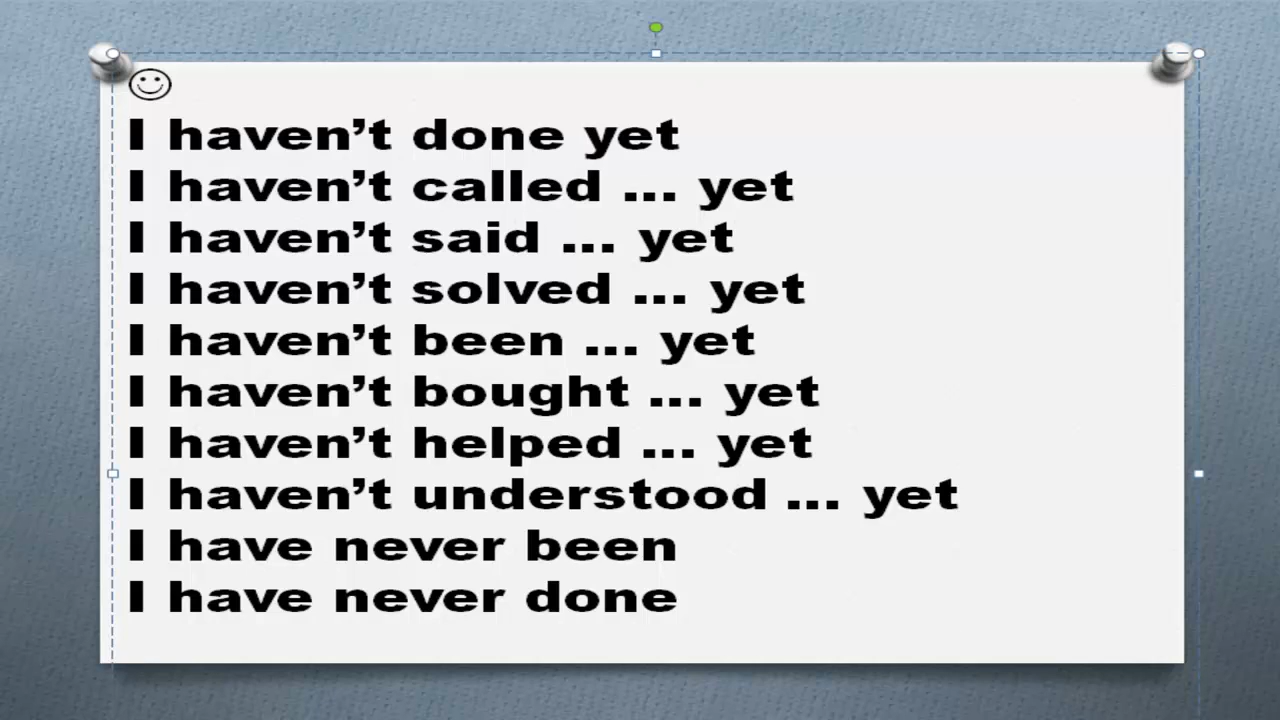 I haven’t done yet
I haven’t called ... yet
I haven’t said ... yet
I haven’t solved ... yet
I haven’t been ... yet
I haven’t bought ... yet
I haven’t helped ... yet
I haven’t understood ... yet
I have never been
I have never done